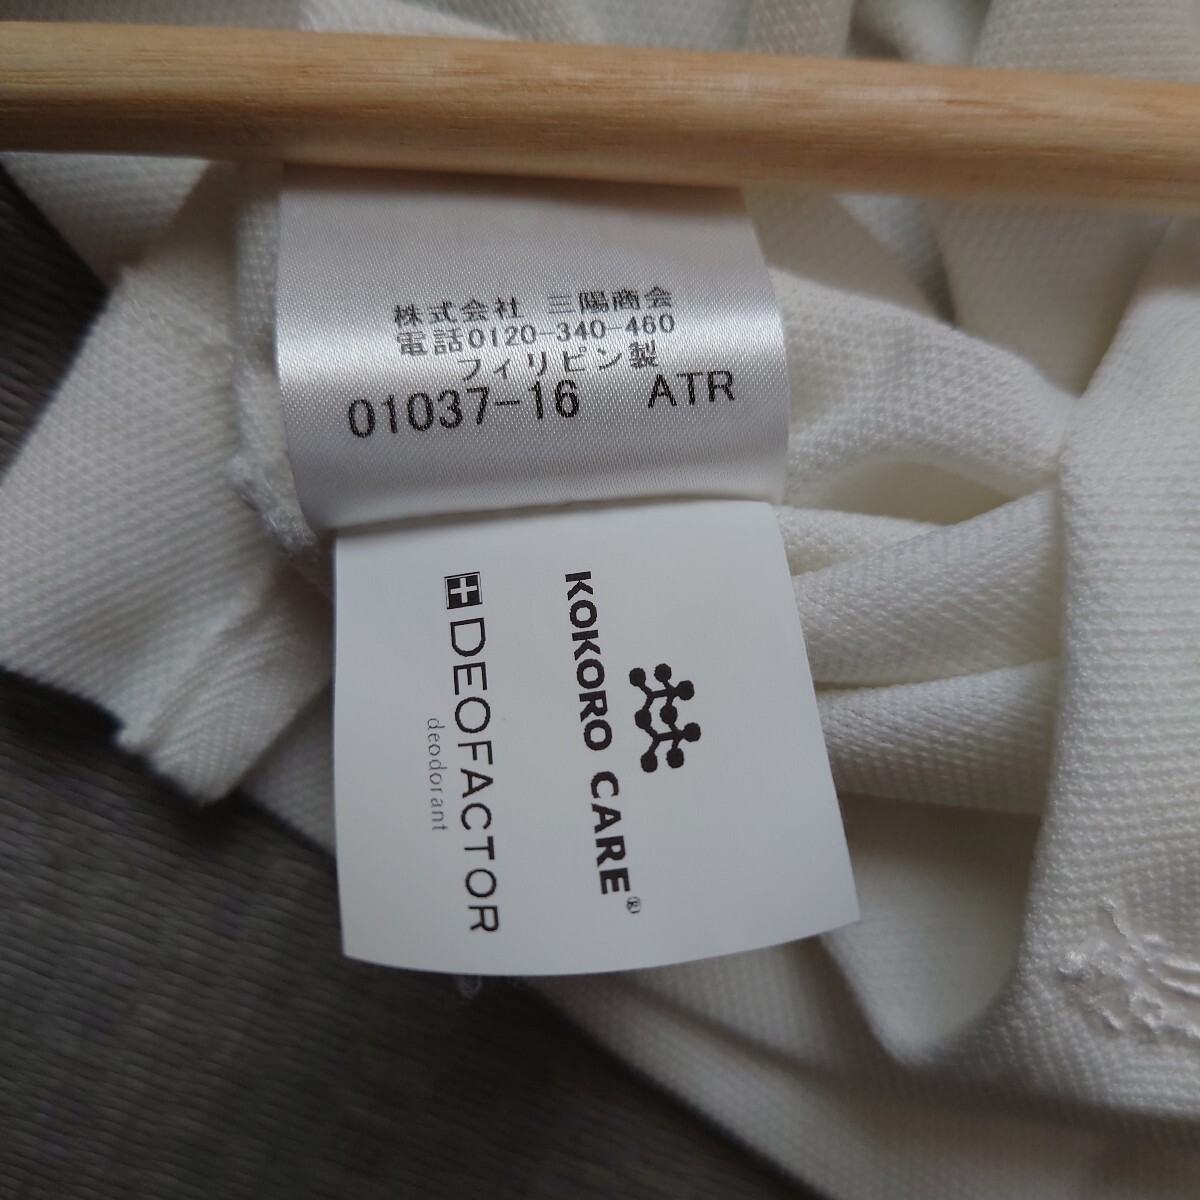 株式会社 三陽商会
電話0120-340-460
フィリピン製
01037-16 ATR
KOKORO CARE®
DEOFACTOR
deodorant